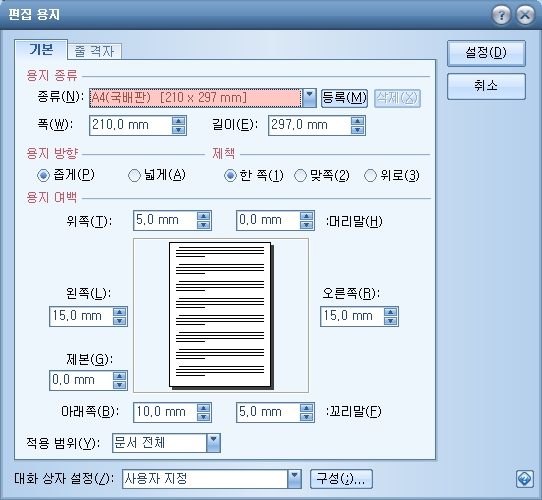 편집 용지
기본 줄 격자
설정(D)
취소
용지 종류
종류(N): A4(국배판) [210 x 297 mm] 등록(M) 삭제(X)
폭(W): 210,0 mm 길이(E): 297,0 mm
용지 방향 제책
좁게(P) 넓게(A) 한 쪽(1) 맞쪽(2) 위로(3)
용지 여백
위쪽(T): 5,0 mm 0,0 mm :머리말(H)
왼쪽(L): 오른쪽(R):
15,0 mm 15,0 mm
제본(G):
0,0 mm
아래쪽(B): 10,0 mm 5,0 mm :꼬리말(F)
적용 범위(Y): 문서 전체
대화 상자 설정(/): 사용자 지정 구성(;)...